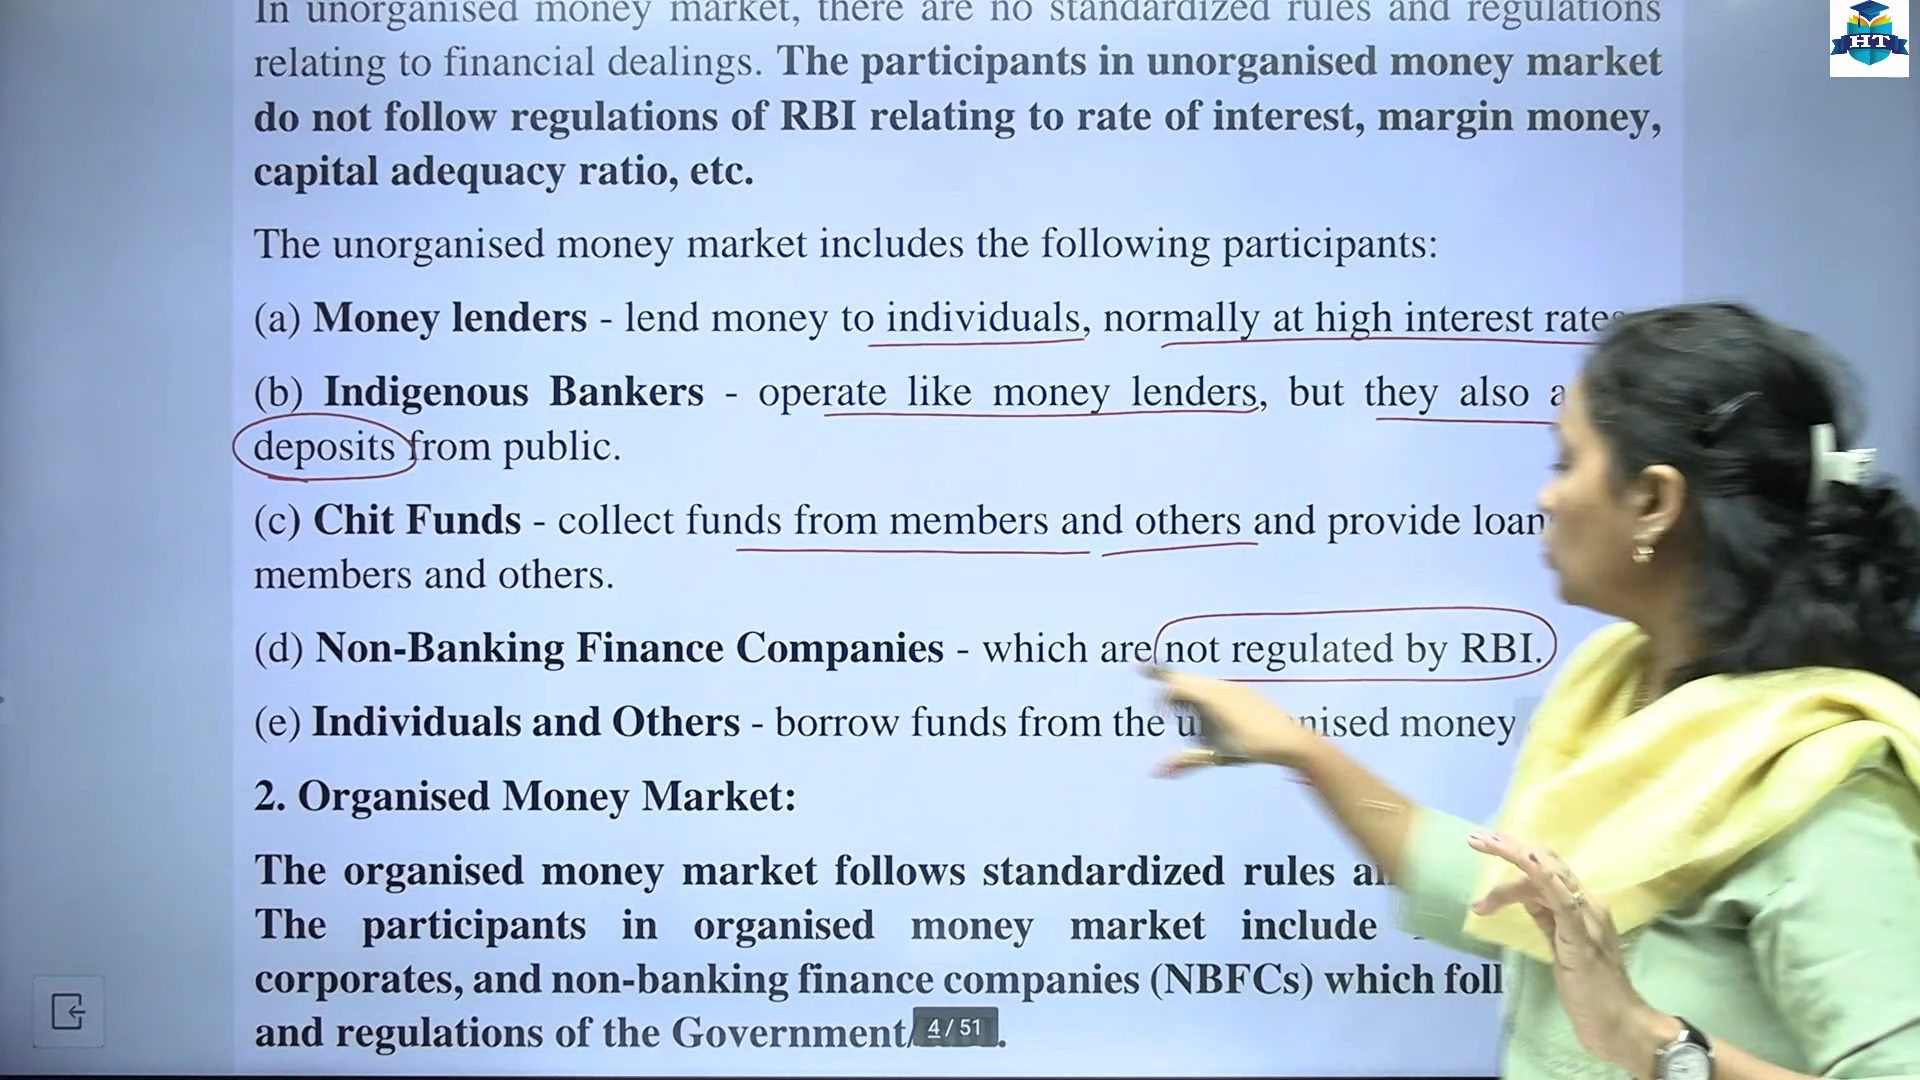 In unorganised money market, there are no standardized rules and regulations
relating to financial dealings. The participants in unorganised money market
do not follow regulations of RBI relating to rate of interest, margin money,
capital adequacy ratio, etc.
The unorganised money market includes the following participants:
(a) Money lenders - lend money to individuals, normally at high interest rates
(b) Indigenous Bankers - operate like money lenders, but they also
deposits from public.
(c) Chit Funds - collect funds from members and others and provide loan
members and others.
(d) Non-Banking Finance Companies - which are not regulated by RBI.
(e) Individuals and Others - borrow funds from the money
2. Organised Money Market:
The organised money market follows standardized rules
The participants in organised money market include
corporates, and non-banking finance companies (NBFCs) which
and regulations of the Government/
4 / 51
HT